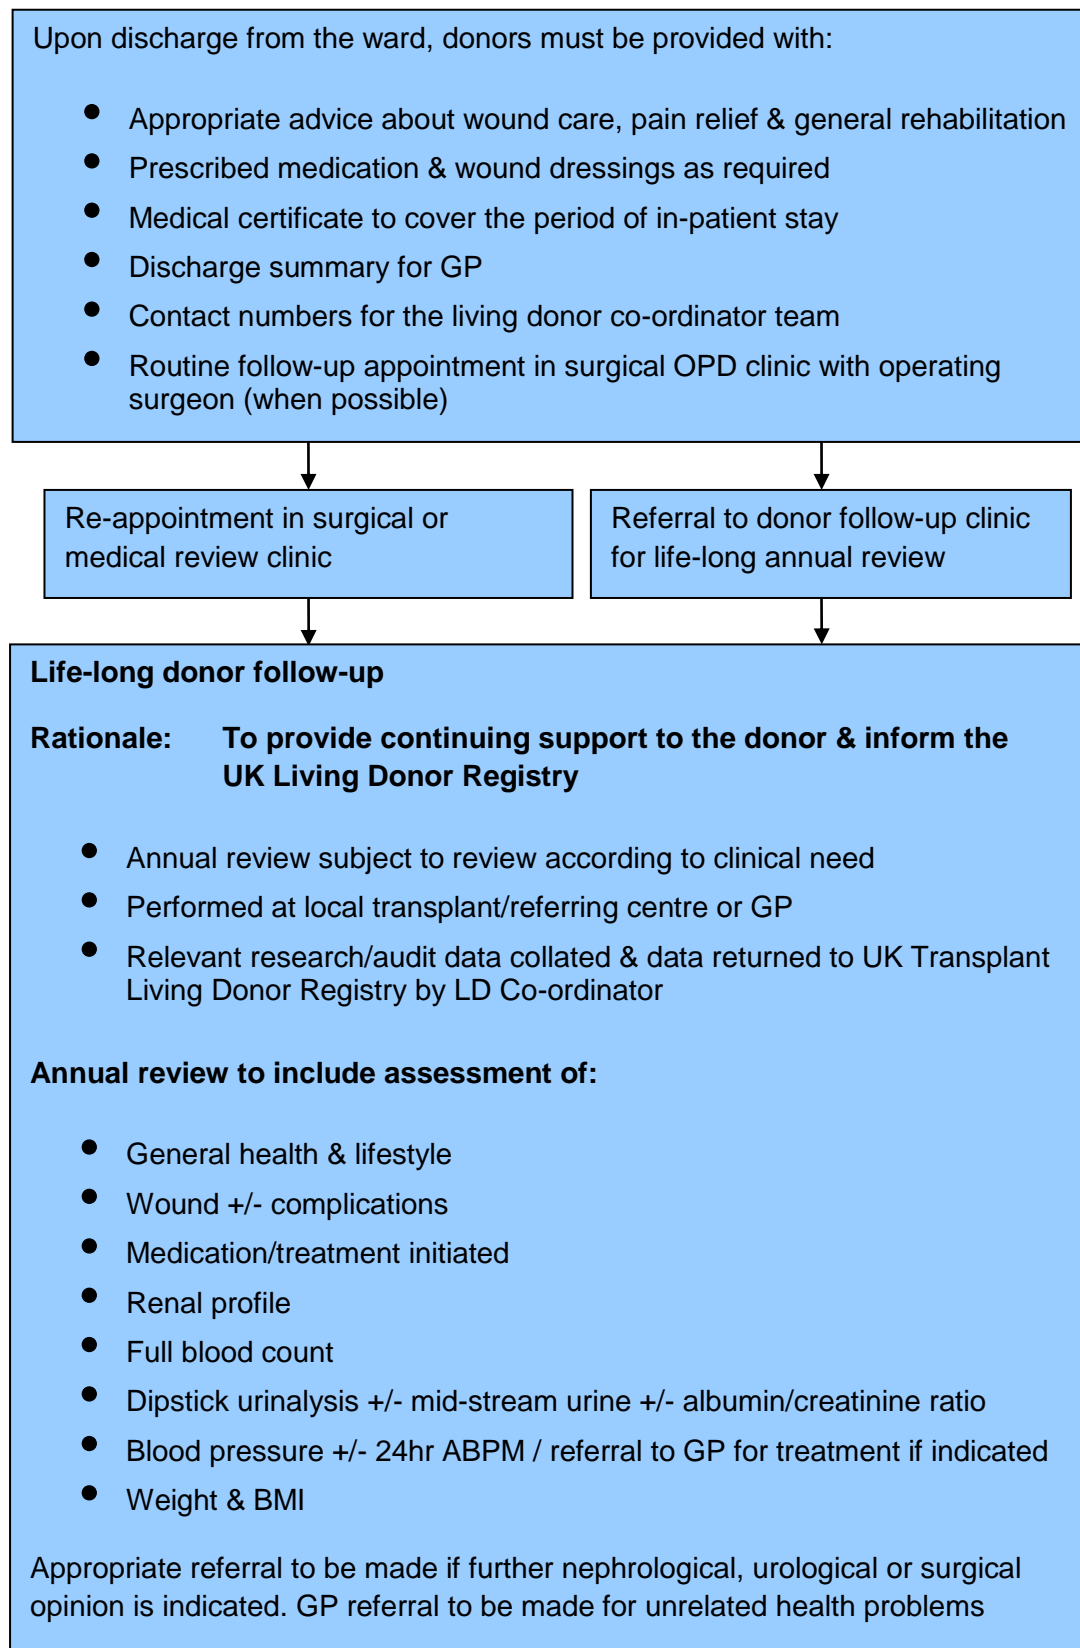 Upon discharge from the ward, donors must be provided with:
• Appropriate advice about wound care, pain relief & general rehabilitation
• Prescribed medication & wound dressings as required
• Medical certificate to cover the period of in-patient stay
• Discharge summary for GP
• Contact numbers for the living donor co-ordinator team
• Routine follow-up appointment in surgical OPD clinic with operating
surgeon (when possible)
Re-appointment in surgical or
medical review clinic
Referral to donor follow-up clinic
for life-long annual review
Life-long donor follow-up
Rationale: To provide continuing support to the donor & inform the
UK Living Donor Registry
• Annual review subject to review according to clinical need
• Performed at local transplant/referring centre or GP
• Relevant research/audit data collated & data returned to UK Transplant
Living Donor Registry by LD Co-ordinator
Annual review to include assessment of:
• General health & lifestyle
• Wound +/- complications
• Medication/treatment initiated
• Renal profile
• Full blood count
• Dipstick urinalysis +/- mid-stream urine +/- albumin/creatinine ratio
• Blood pressure +/- 24hr ABPM / referral to GP for treatment if indicated
• Weight & BMI
Appropriate referral to be made if further nephrological, urological or surgical
opinion is indicated. GP referral to be made for unrelated health problems